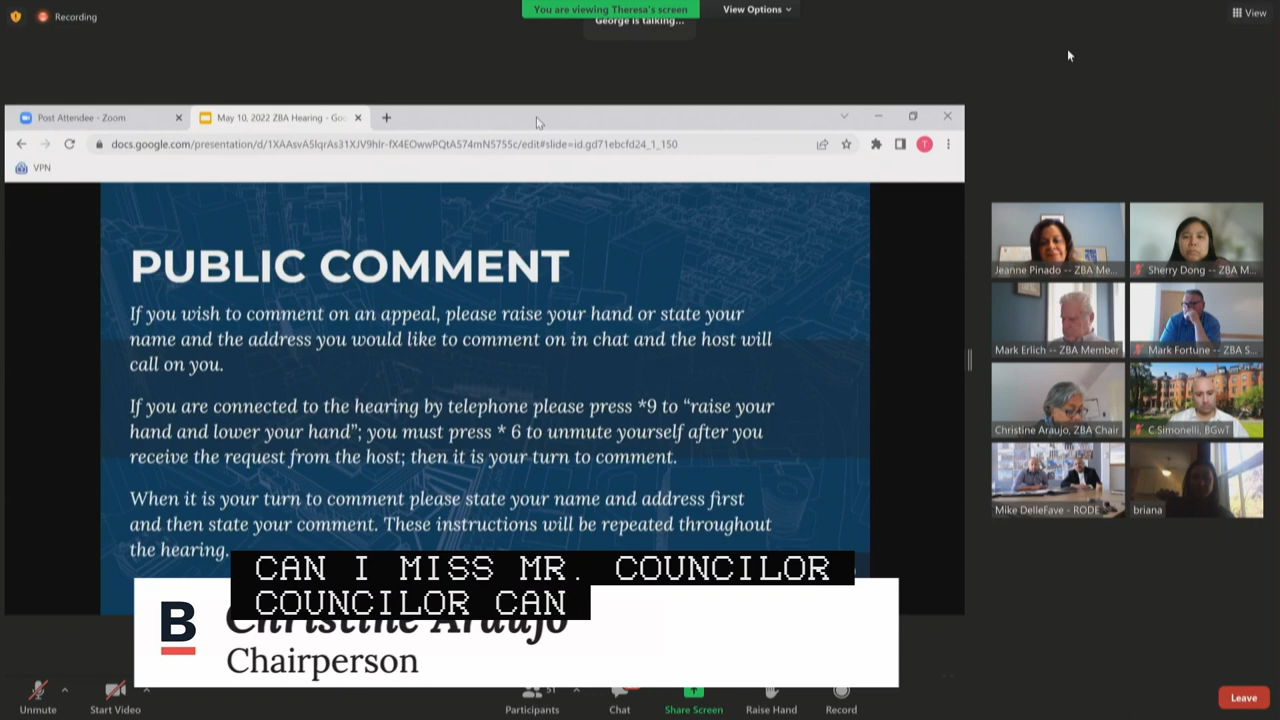 Recording
You are viewing Theresa's screen
View Options
George is talking...
View
Post Attendee - Zoom
May 10, 2022 ZBA Hearing - Goo
docs.google.com/presentation/d/1XAAsvA5lqrAs31XJV9hIr-fX4EOwwPQtA574mN5755c/edit#slide=id.gd71ebcfd24_1_150
T
VPN
PUBLIC COMMENT
If you wish to comment on an appeal, please raise your hand or state your
name and the address you would like to comment on in chat and the host will
call on you.
If you are connected to the hearing by telephone please press *9 to “raise your
hand and lower your hand”; you must press * 6 to unmute yourself after you
receive the request from the host; then it is your turn to comment.
When it is your turn to comment please state your name and address first
and then state your comment. These instructions will be repeated throughout
the hearing.
CAN I MISS MR. COUNCILOR
COUNCILOR CAN
B
Christine Araujo
Chairperson
Jeanne Pinado -- ZBA Me...
Sherry Dong -- ZBA M...
Mark Erlich -- ZBA Member
Mark Fortune -- ZBA S...
Christine Araujo, ZBA Chair
C.Simonelli, BGwT
Mike DelleFave - RODE
briana
Unmute
Start Video
Participants
51
Chat
Share Screen
Raise Hand
Record
Leave